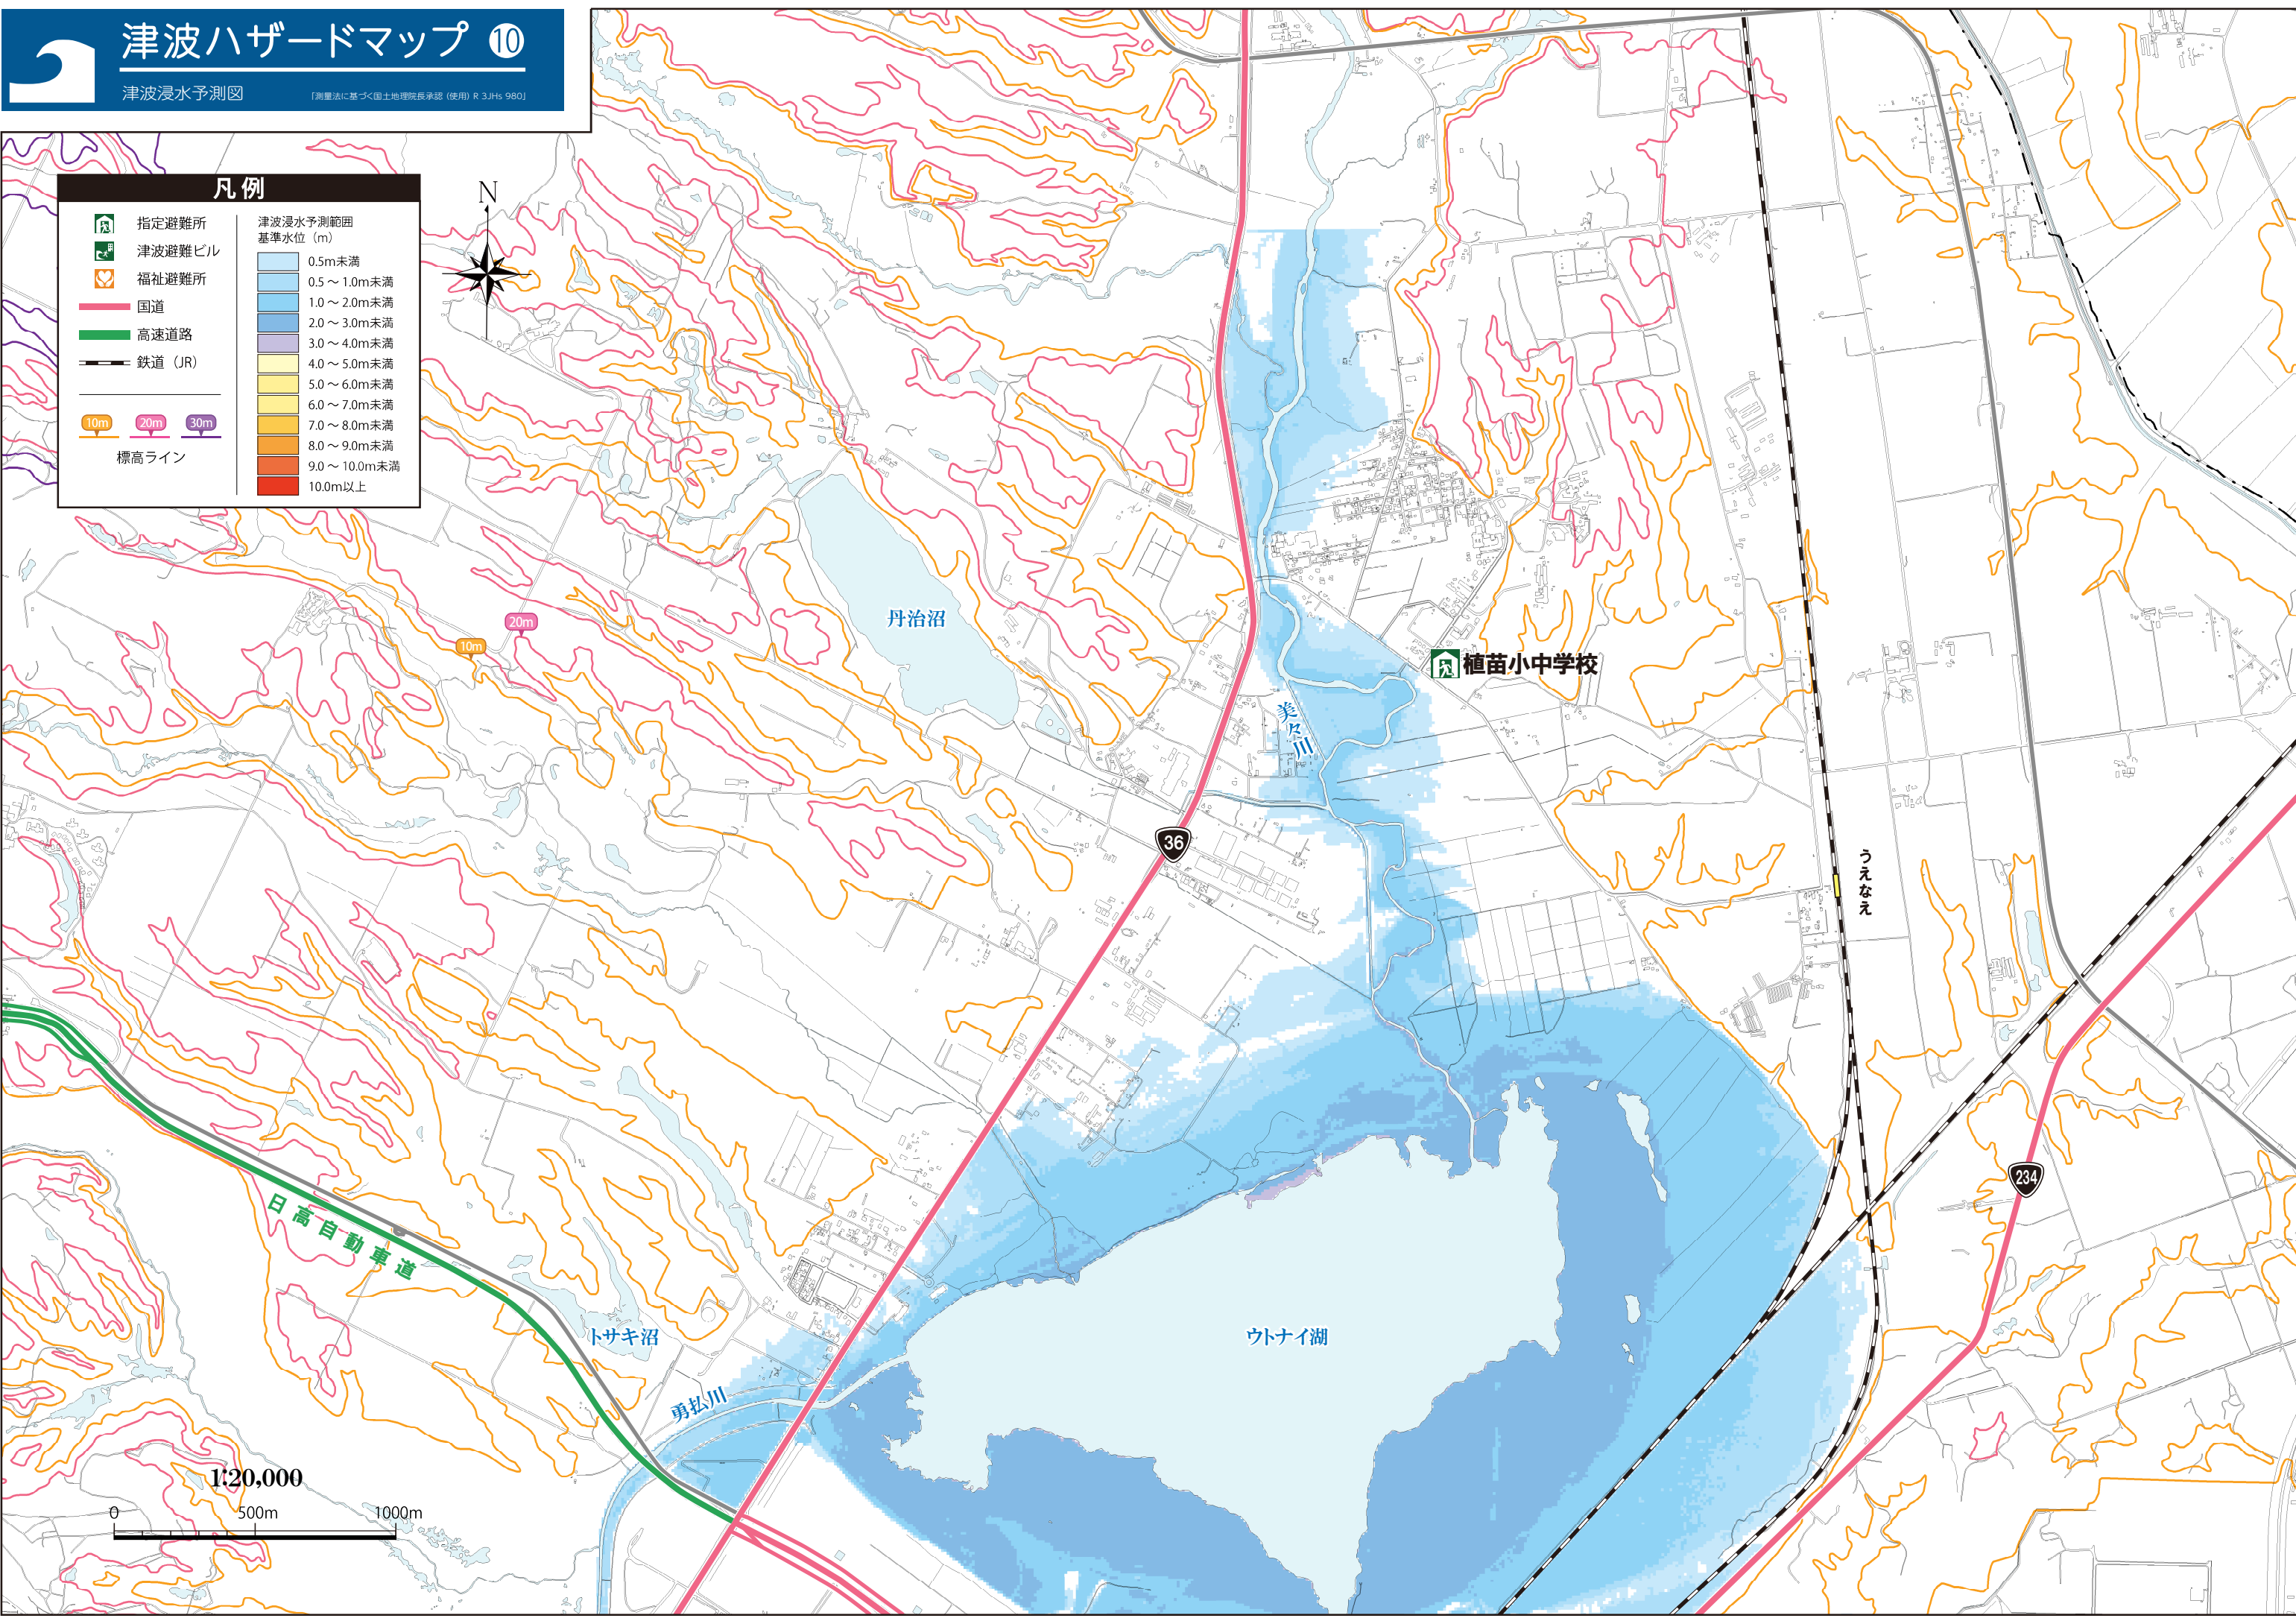 津波ハザードマップ ⑩
津波浸水予測図
「測量法に基づく国土地理院長承認（使用）R 3JHs 980」
凡例
指定避難所
津波避難ビル
福祉避難所
国道
高速道路
鉄道（JR）
10m
20m
30m
標高ライン
津波浸水予測範囲
基準水位（m）
0.5m未満
0.5～1.0m未満
1.0～2.0m未満
2.0～3.0m未満
3.0～4.0m未満
4.0～5.0m未満
5.0～6.0m未満
6.0～7.0m未満
7.0～8.0m未満
8.0～9.0m未満
9.0～10.0m未満
10.0m以上
N
丹治沼
20m
10m
植苗小中学校
美々川
36
うえなえ
234
日高自動車道
トサキ沼
ウトナイ湖
勇払川
1:20,000
0
500m
1000m